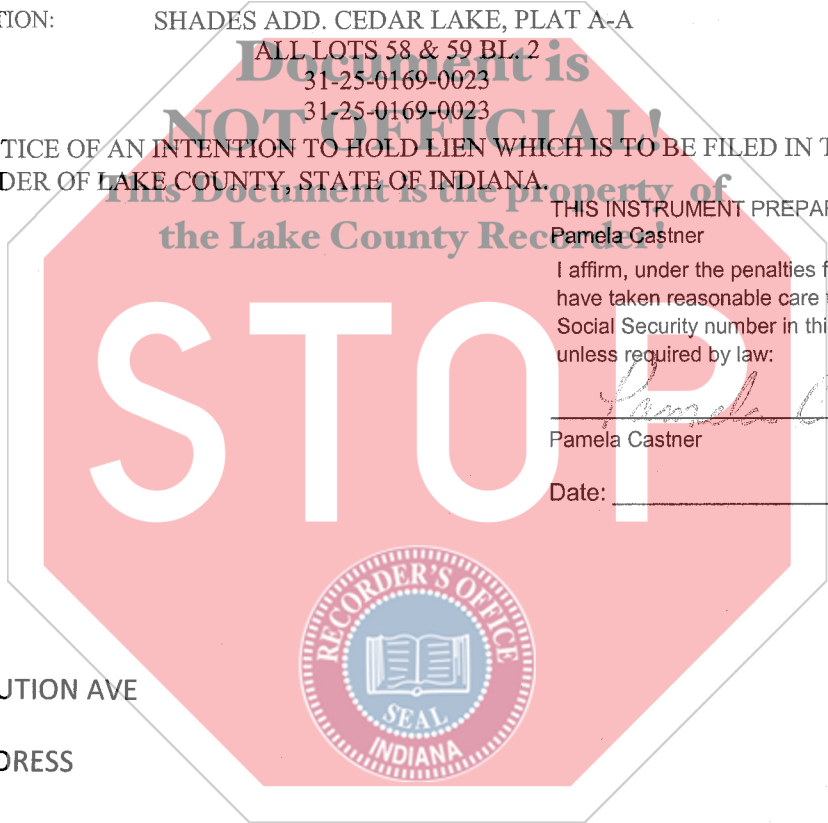 TION: SHADES ADD. CEDAR LAKE, PLAT A-A
ALL LOTS 58 & 59 BL. 2
31-25-0169-0023
31-25-0169-0023
TICE OF AN INTENTION TO HOLD LIEN WHICH IS TO BE FILED IN T
DER OF LAKE COUNTY, STATE OF INDIANA.
Document is
NOT OFFICIAL!
This Document is the property of
the Lake County Recorder!
THIS INSTRUMENT PREPAR
Pamela Castner
I affirm, under the penalties f
have taken reasonable care
Social Security number in thi
unless required by law:
Pamela C
Pamela Castner
Date:
STOP
RECORDER'S OFFICE
SEAL
INDIANA
UTION AVE
DRESS